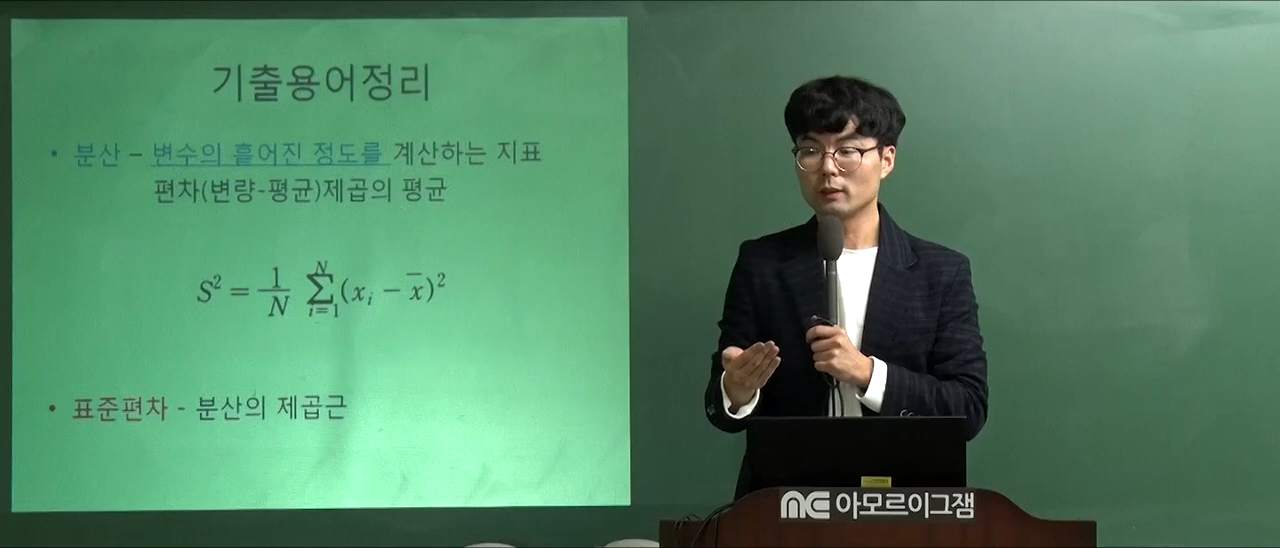 기출용어정리
• 분산 – 변수의 흩어진 정도를 계산하는 지표
편차(변량-평균)제곱의 평균
S² = 1/N Σᵢ₌₁ᴺ (xᵢ − x̄)²
• 표준편차 - 분산의 제곱근
아모르이그잼